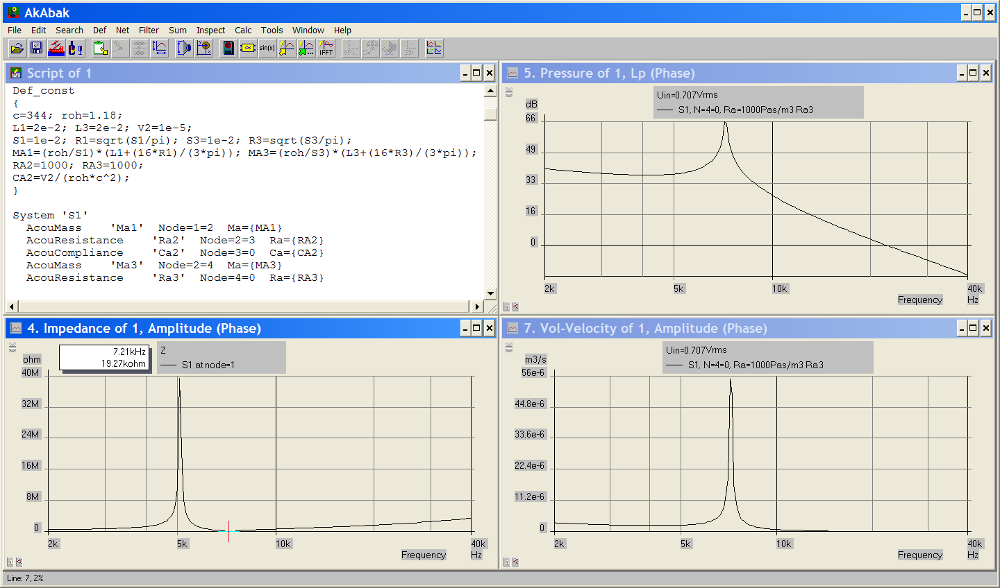 AkAbak
File Edit Search Def Net Filter Sum Inspect Calc Tools Window Help
sin(x)
iFFT
Script of 1
Def_const
{
c=344; roh=1.18;
L1=2e-2; L3=2e-2; V2=1e-5;
S1=1e-2; R1=sqrt(S1/pi); S3=1e-2; R3=sqrt(S3/pi);
MA1=(roh/S1)*(L1+(16*R1)/(3*pi)); MA3=(roh/S3)*(L3+(16*R3)/(3*pi));
RA2=1000; RA3=1000;
CA2=V2/(roh*c^2);
}
System 'S1'
AcouMass 'Ma1' Node=1=2 Ma={MA1}
AcouResistance 'Ra2' Node=2=3 Ra={RA2}
AcouCompliance 'Ca2' Node=3=0 Ca={CA2}
AcouMass 'Ma3' Node=2=4 Ma={MA3}
AcouResistance 'Ra3' Node=4=0 Ra={RA3}
5. Pressure of 1, Lp (Phase)
Uin=0.707Vrms
S1, N=4=0, Ra=1000Pas/m3 Ra3
dB
66
49
33
16
0
2k 5k 10k 40k
Frequency Hz
4. Impedance of 1, Amplitude (Phase)
7.21kHz
19.27kohm
Z
S1 at node=1
ohm
40M
32M
24M
16M
8M
0
2k 5k 10k 40k
Frequency Hz
7. Vol-Velocity of 1, Amplitude (Phase)
Uin=0.707Vrms
S1, N=4=0, Ra=1000Pas/m3 Ra3
m3/s
56e-6
44.8e-6
33.6e-6
22.4e-6
11.2e-6
0
2k 5k 10k 40k
Frequency Hz
Line: 7, 2%